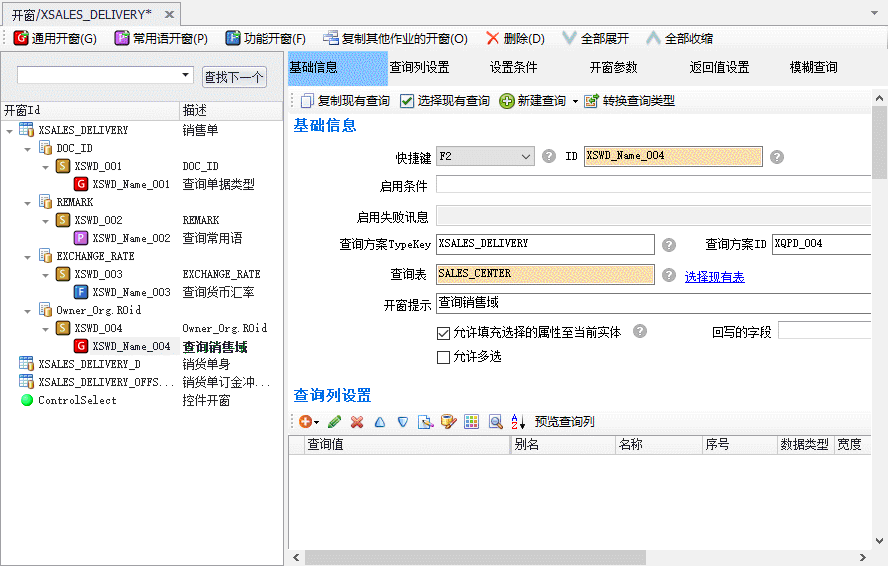 开窗/XSALES_DELIVERY*
通用开窗(G) 常用语开窗(P) 功能开窗(F) 复制其他作业的开窗(O) 删除(D) 全部展开 全部收缩
查找下一个
开窗Id 描述
XSALES_DELIVERY 销售单
DOC_ID
XSWD_001 DOC_ID
XSWD_Name_001 查询单据类型
REMARK
XSWD_002 REMARK
XSWD_Name_002 查询常用语
EXCHANGE_RATE
XSWD_003 EXCHANGE_RATE
XSWD_Name_003 查询货币汇率
Owner_Org.ROid
XSWD_004 Owner_Org.ROid
XSWD_Name_004 查询销售域
XSALES_DELIVERY_D 销货单身
XSALES_DELIVERY_OFFS... 销货单订金冲...
ControlSelect 控件开窗
基础信息 查询列设置 设置条件 开窗参数 返回值设置 模糊查询
复制现有查询 选择现有查询 新建查询 转换查询类型
基础信息
快捷键 F2 ID XSWD_Name_004
启用条件
启用失败讯息
查询方案TypeKey XSALES_DELIVERY 查询方案ID XQPD_004
查询表 SALES_CENTER 选择现有表
开窗提示 查询销售域
允许填充选择的属性至当前实体 回写的字段
允许多选
查询列设置
预览查询列
查询值 别名 名称 序号 数据类型 宽度